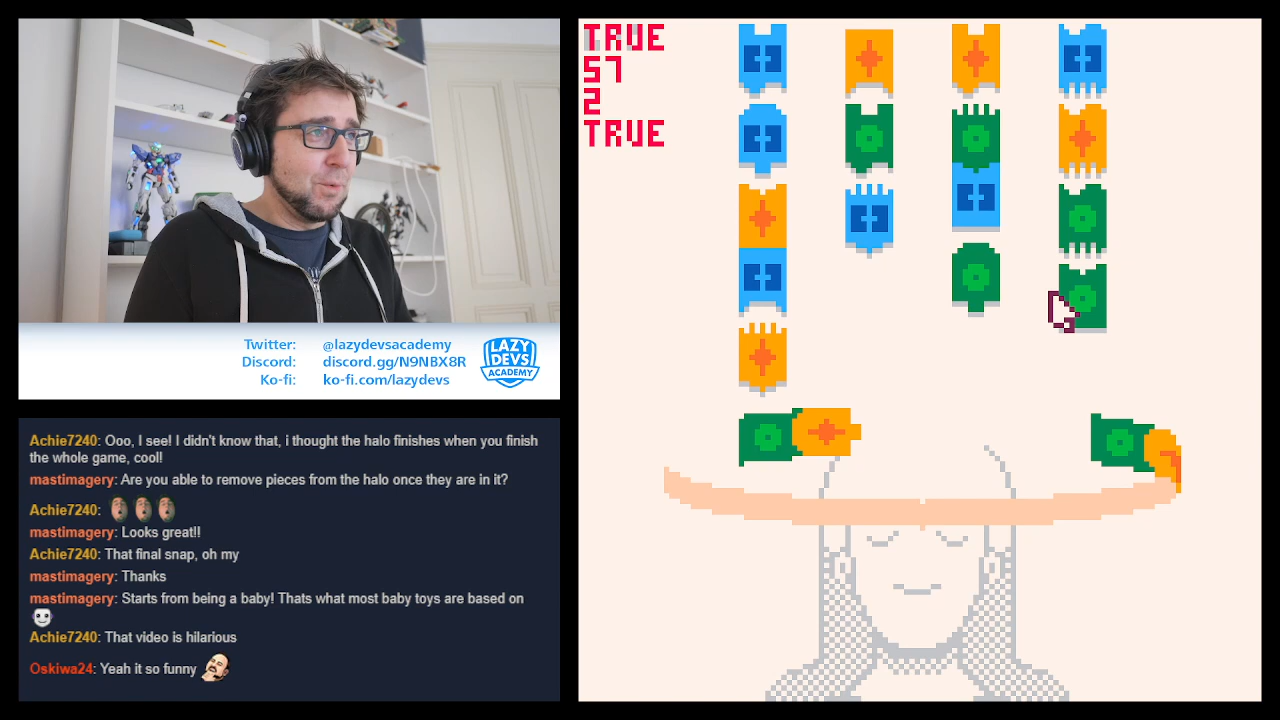 Twitter: @lazydevsacademy
Discord: discord.gg/N9NBX8R
Ko-fi: ko-fi.com/lazydevs
LAZY
DEVS
ACADEMY
Achie7240: Ooo, I see! I didn't know that, i thought the halo finishes when you finish
the whole game, cool!
mastimagery: Are you able to remove pieces from the halo once they are in it?
Achie7240:
mastimagery: Looks great!!
Achie7240: That final snap, oh my
mastimagery: Thanks
mastimagery: Starts from being a baby! Thats what most baby toys are based on
Achie7240: That video is hilarious
Oskiwa24: Yeah it so funny
TRUE
57
2
TRUE